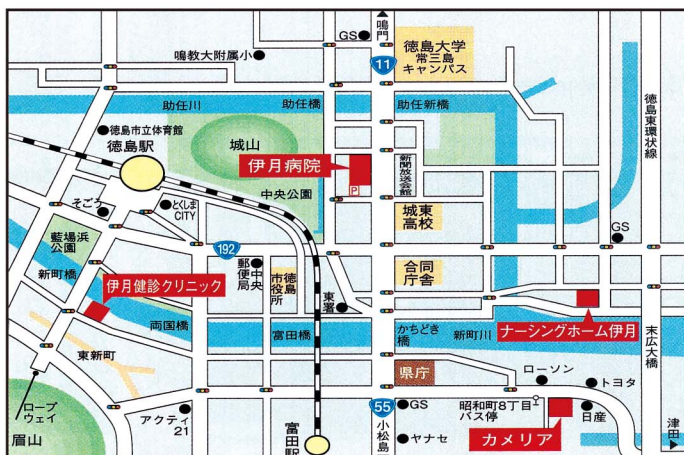 鳴門
GS
11
徳島大学
常三島
キャンパス
鳴教大附属小
助任川
助任橋
助任新橋
徳島東環状線
徳島市立体育館
徳島駅
城山
伊月病院
P
新聞放送会館
中央公園
そごう
とくしま
CITY
城東
高校
GS
藍場浜
公園
192
新町橋
中央
郵便局
徳島
市役所
合同
庁舎
伊月健診クリニック
東署
ナーシングホーム伊月
両国橋
富田橋
かちどき
橋
新町川
末広大橋
東新町
県庁
ローソン
トヨタ
ロープ
ウェイ
アクティ
21
55
GS
昭和町8丁目
バス停
日産
眉山
富田駅
小松島
ヤナセ
カメリア
津田